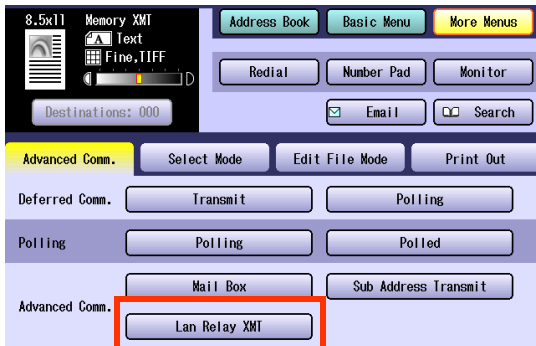 8.5x11 Memory XMT Address Book Basic Menu More Menus
A Text
Fine,TIFF
D Redial Number Pad Monitor
Destinations: 000 Email Search
Advanced Comm. Select Mode Edit File Mode Print Out
Deferred Comm. Transmit Polling
Polling Polling Polled
Mail Box Sub Address Transmit
Advanced Comm.
Lan Relay XMT